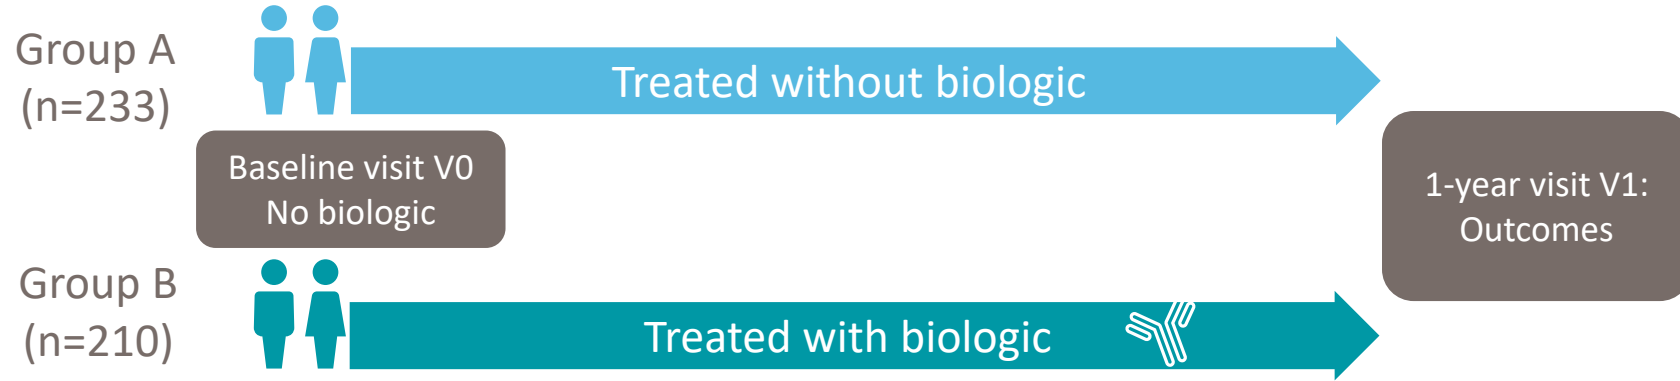 Group A
(n=233)
Treated without biologic
Baseline visit V0
No biologic
1-year visit V1:
Outcomes
Group B
(n=210)
Treated with biologic